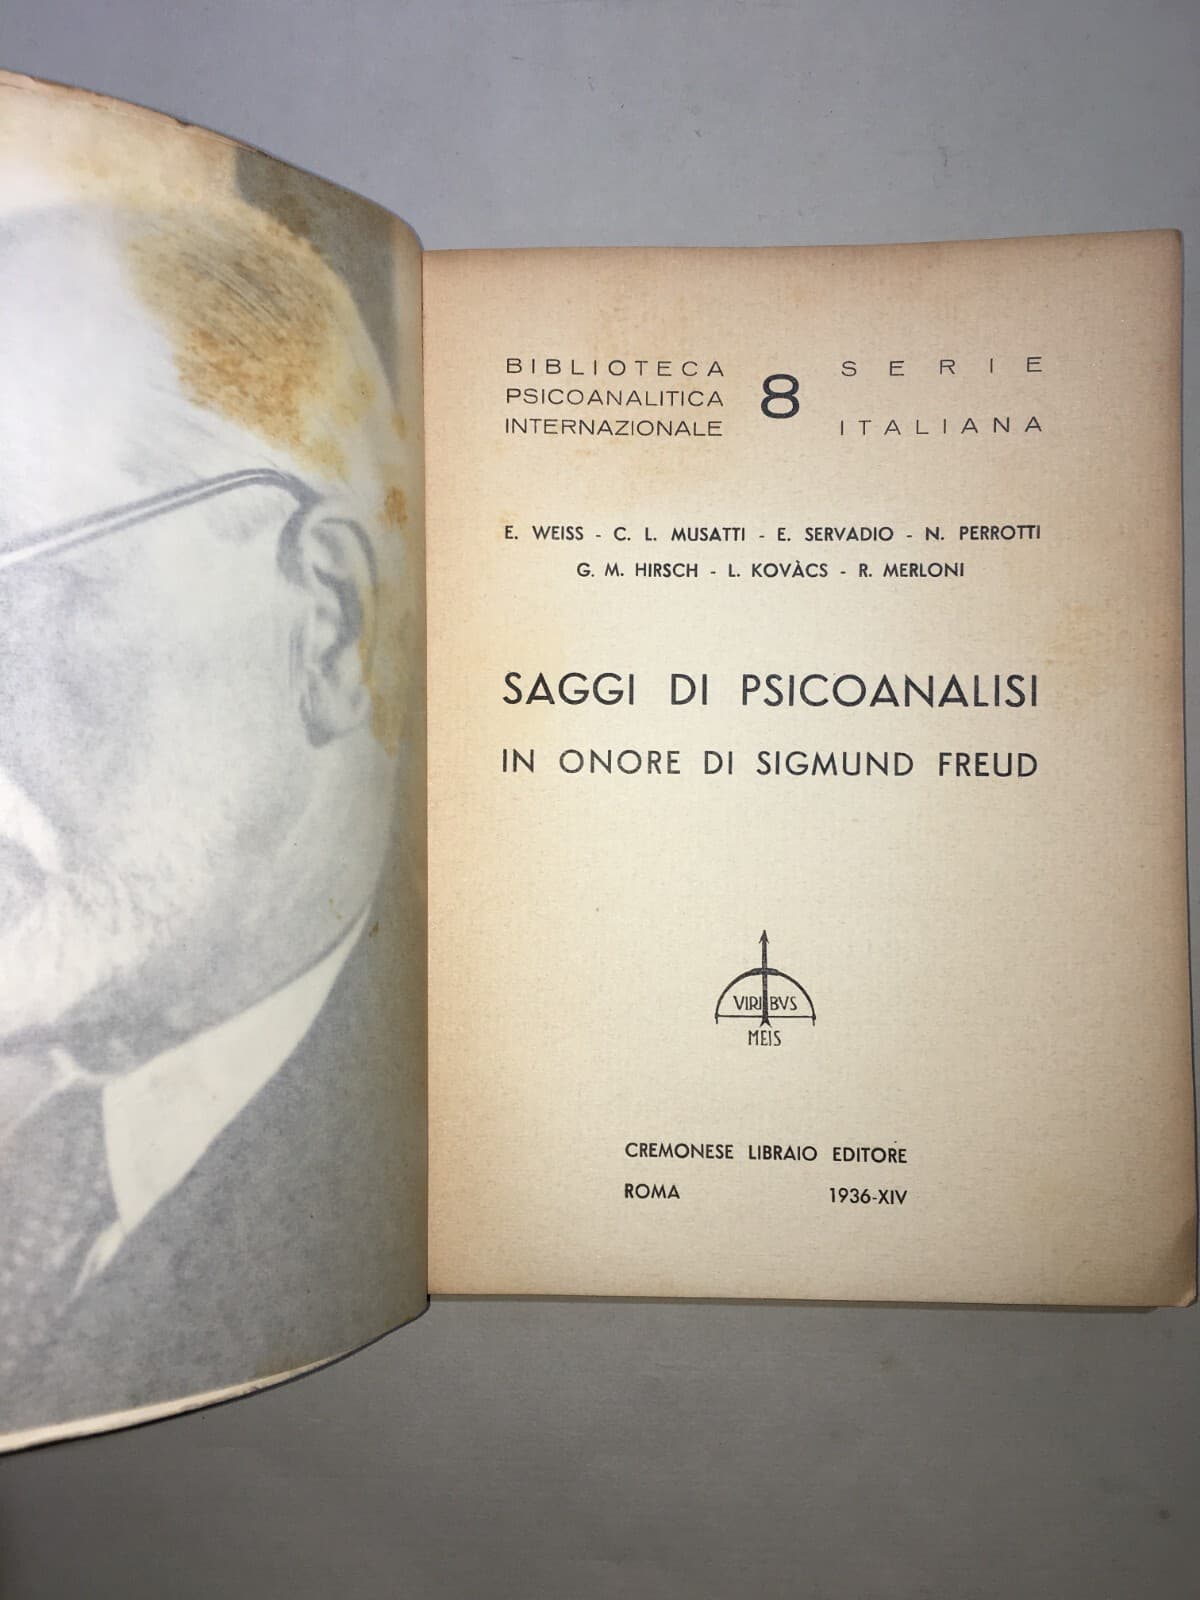 BIBLIOTECA
PSICOANALITICA
INTERNAZIONALE
8
SERIE
ITALIANA
E. WEISS - C. L. MUSATTI - E. SERVADIO - N. PERROTTI
G. M. HIRSCH - L. KOVÀCS - R. MERLONI
SAGGI DI PSICOANALISI
IN ONORE DI SIGMUND FREUD
VIRIBVS
MEIS
CREMONESE LIBRAIO EDITORE
ROMA 1936-XIV